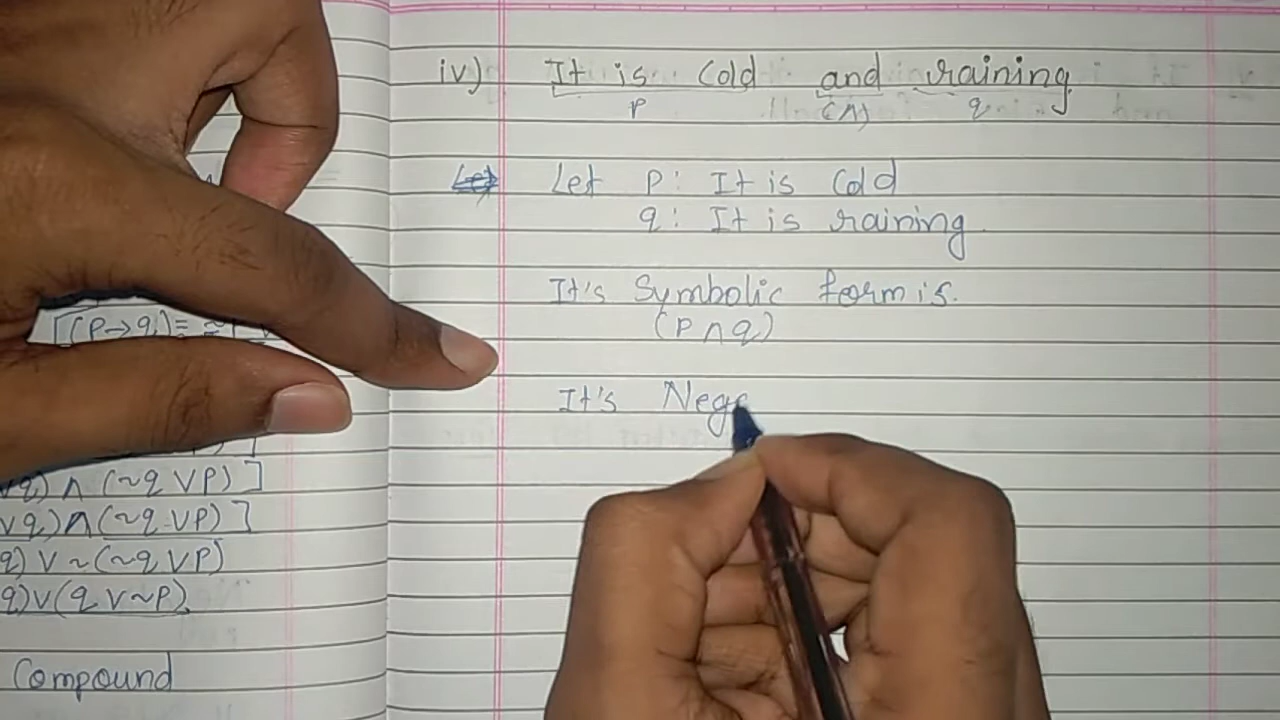 iv) It is Cold and raining.
p (∧) q
Let Let p: It is Cold
q: It is raining
It's Symbolic form is.
(p ∧ q)
It's Nega
(p→q) ≡
q) ∧ (~q ∨ p) ]
∨q) ∧ (~q ∨ p) ]
q) ∨ ~(~q ∨ p)
q) ∨ (q ∨ ~p)
Compound